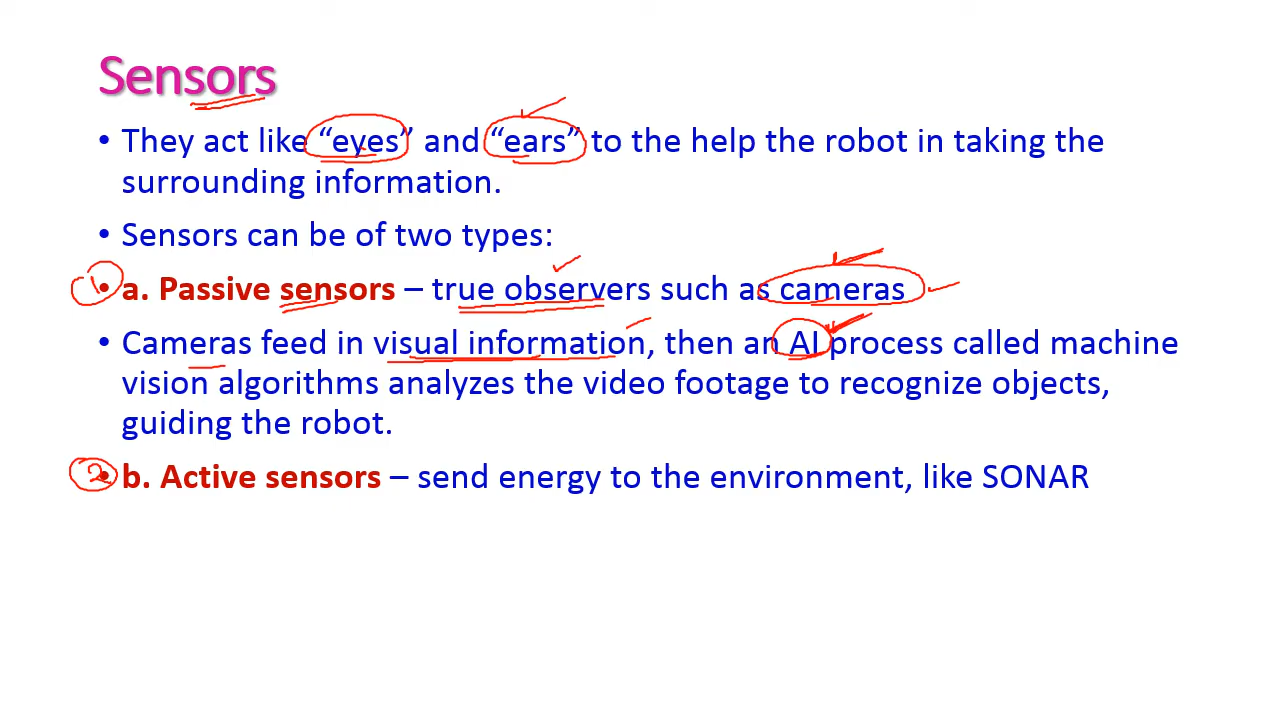 Sensors
• They act like “eyes” and “ears” to the help the robot in taking the
surrounding information.
• Sensors can be of two types:
1 • a. Passive sensors – true observers such as cameras
• Cameras feed in visual information, then an AI process called machine
vision algorithms analyzes the video footage to recognize objects,
guiding the robot.
2 • b. Active sensors – send energy to the environment, like SONAR